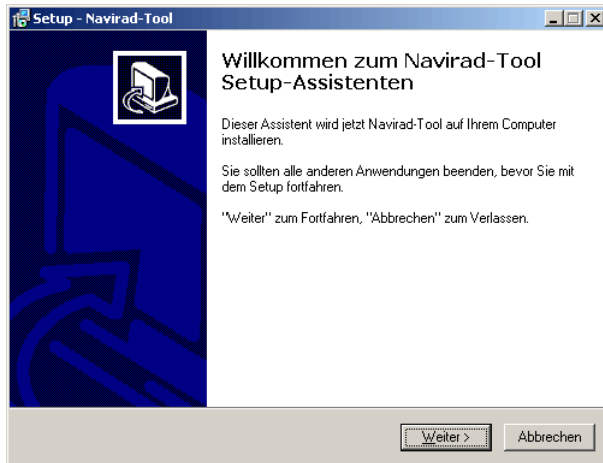 Setup - Navirad-Tool
Willkommen zum Navirad-Tool
Setup-Assistenten
Dieser Assistent wird jetzt Navirad-Tool auf Ihrem Computer
installieren.
Sie sollten alle anderen Anwendungen beenden, bevor Sie mit
dem Setup fortfahren.
"Weiter" zum Fortfahren, "Abbrechen" zum Verlassen.
Weiter > Abbrechen